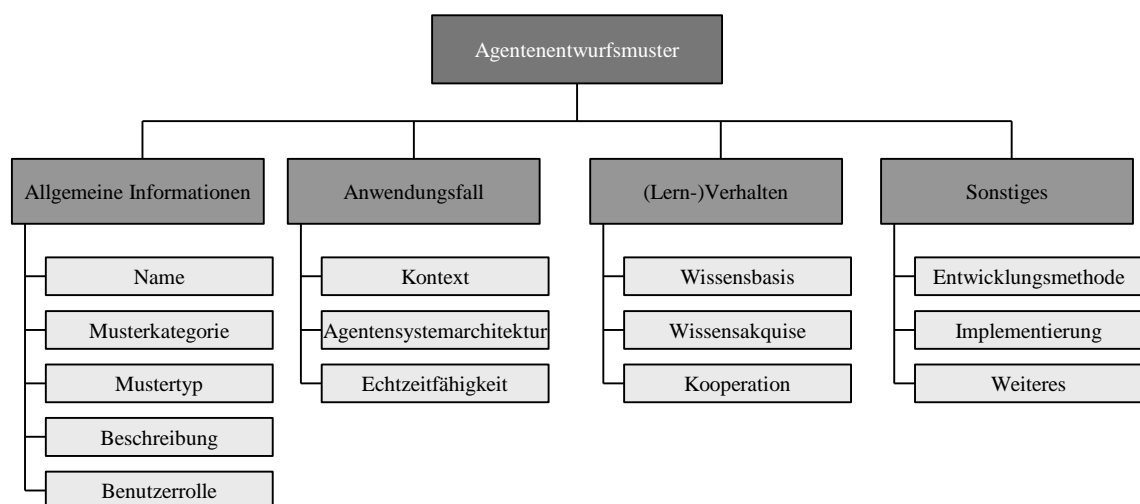 Agentenentwurfsmuster
Allgemeine Informationen
Name
Musterkategorie
Mustertyp
Beschreibung
Benutzerrolle
Anwendungsfall
Kontext
Agentensystemarchitektur
Echtzeitfähigkeit
(Lern-)Verhalten
Wissensbasis
Wissensakquise
Kooperation
Sonstiges
Entwicklungsmethode
Implementierung
Weiteres